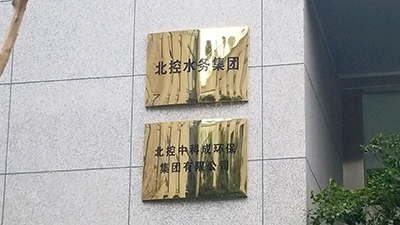 北控水务集团
北控中科成环保
集团有限公司